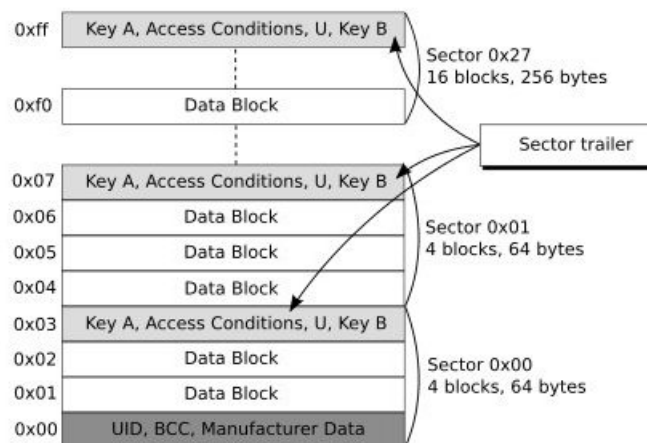 0xff Key A, Access Conditions, U, Key B
Sector 0x27
16 blocks, 256 bytes
0xf0 Data Block
Sector trailer
0x07 Key A, Access Conditions, U, Key B
0x06 Data Block
Sector 0x01
4 blocks, 64 bytes
0x05 Data Block
0x04 Data Block
0x03 Key A, Access Conditions, U, Key B
0x02 Data Block
Sector 0x00
4 blocks, 64 bytes
0x01 Data Block
0x00 UID, BCC, Manufacturer Data